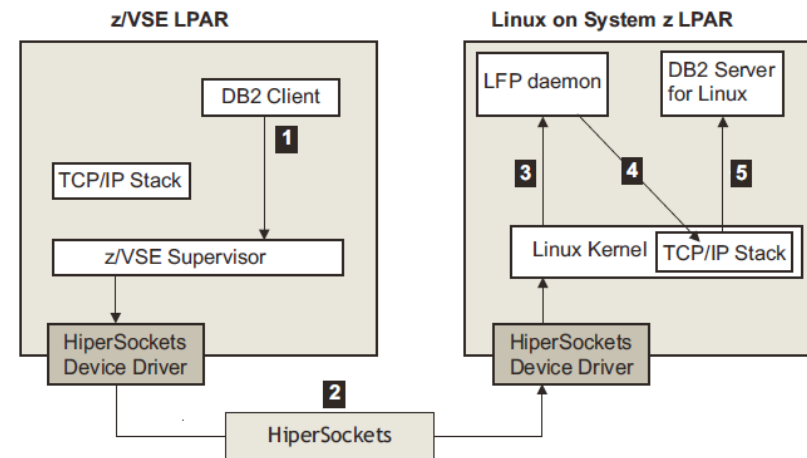 z/VSE LPAR
Linux on System z LPAR
DB2 Client
1
TCP/IP Stack
z/VSE Supervisor
HiperSockets
Device Driver
2
HiperSockets
LFP daemon
DB2 Server
for Linux
3
4
5
Linux Kernel
TCP/IP Stack
HiperSockets
Device Driver